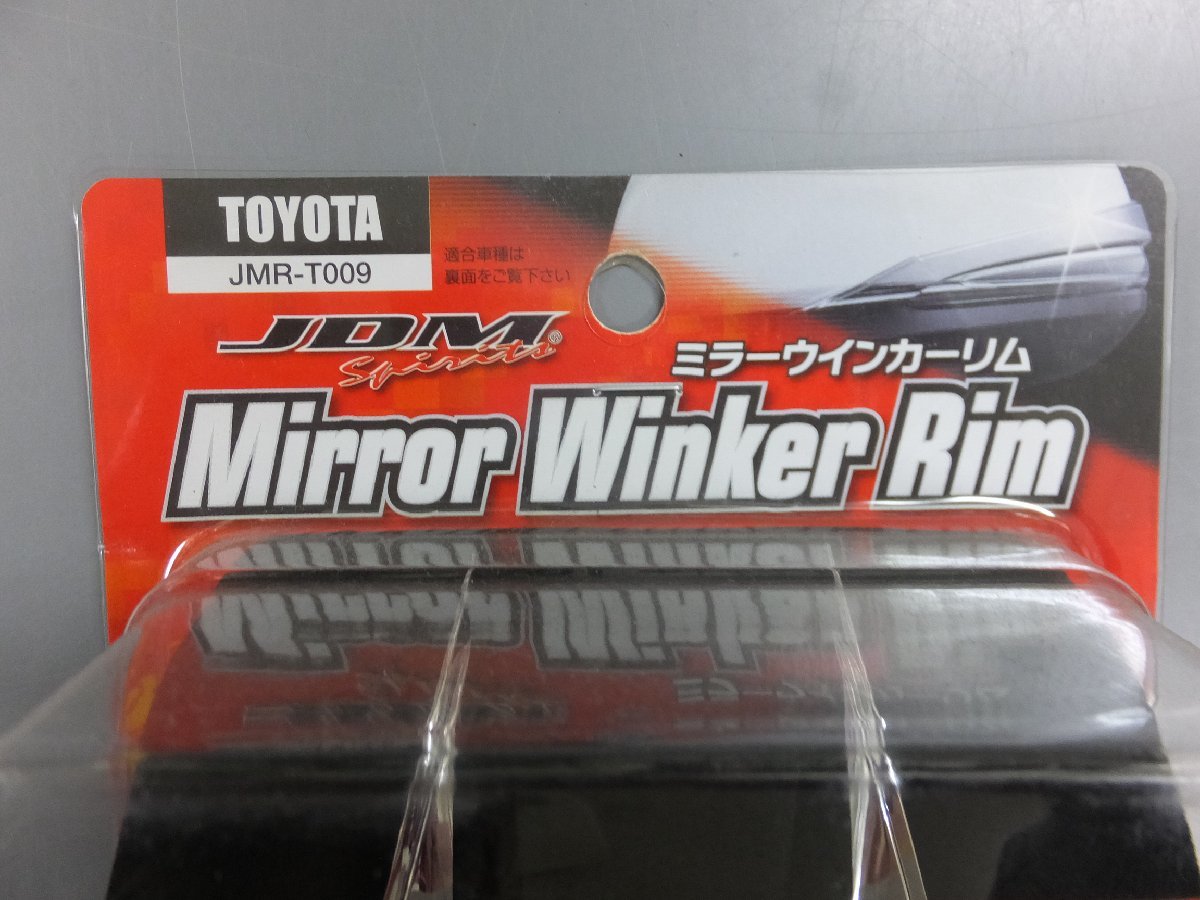 TOYOTA
JMR-T009
適合車種は
裏面をご覧下さい
JDM
Spirits®
ミラーウインカーリム
Mirror Winker Rim